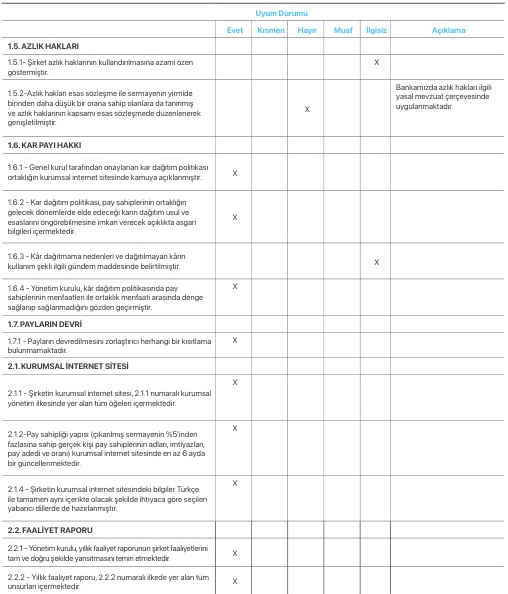 Uyum Durumu
Evet Kısmen Hayır Muaf İlgisiz Açıklama
1.5. AZLIK HAKLARI
1.5.1- Şirket azlık haklarının kullandırılmasına azami özen
göstermiştir.
X
1.5.2-Azlık hakları esas sözleşme ile sermayenin yirmide
birinden daha düşük bir orana sahip olanlara da tanınmış
ve azlık haklarının kapsamı esas sözleşmede düzenlenerek
genişletilmiştir.
X
Bankamızda azlık hakları ilgili
yasal mevzuat çerçevesinde
uygulanmaktadır.
1.6. KAR PAYI HAKKI
1.6.1 - Genel kurul tarafından onaylanan kar dağıtım politikası
ortaklığın kurumsal internet sitesinde kamuya açıklanmıştır.
X
1.6.2 - Kar dağıtım politikası, pay sahiplerinin ortaklığın
gelecek dönemlerde elde edeceği karın dağıtım usul ve
esaslarını öngörebilmesine imkan verecek açıklıkta asgari
bilgileri içermektedir.
X
1.6.3 - Kâr dağıtmama nedenleri ve dağıtılmayan kârın
kullanım şekli ilgili gündem maddesinde belirtilmiştir.
X
1.6.4 - Yönetim kurulu, kâr dağıtım politikasında pay
sahiplerinin menfaatleri ile ortaklık menfaati arasında denge
sağlanıp sağlanmadığını gözden geçirmiştir.
X
1.7. PAYLARIN DEVRİ
1.7.1 - Payların devredilmesini zorlaştırıcı herhangi bir kısıtlama
bulunmamaktadır.
X
2.1. KURUMSAL İNTERNET SİTESİ
2.1.1 - Şirketin kurumsal internet sitesi, 2.1.1 numaralı kurumsal
yönetim ilkesinde yer alan tüm öğeleri içermektedir.
X
2.1.2-Pay sahipliği yapısı (çıkarılmış sermayenin %5'inden
fazlasına sahip gerçek kişi pay sahiplerinin adları, imtiyazları,
pay adedi ve oranı) kurumsal internet sitesinde en az 6 ayda
bir güncellenmektedir.
X
2.1.4 - Şirketin kurumsal internet sitesindeki bilgiler Türkçe
ile tamamen aynı içerikte olacak şekilde ihtiyaca göre seçilen
yabancı dillerde de hazırlanmıştır.
X
2.2. FAALİYET RAPORU
2.2.1 - Yönetim kurulu, yıllık faaliyet raporunun şirket faaliyetlerini
tam ve doğru şekilde yansıtmasını temin etmektedir.
X
2.2.2 - Yıllık faaliyet raporu, 2.2.2 numaralı ilkede yer alan tüm
unsurları içermektedir.
X